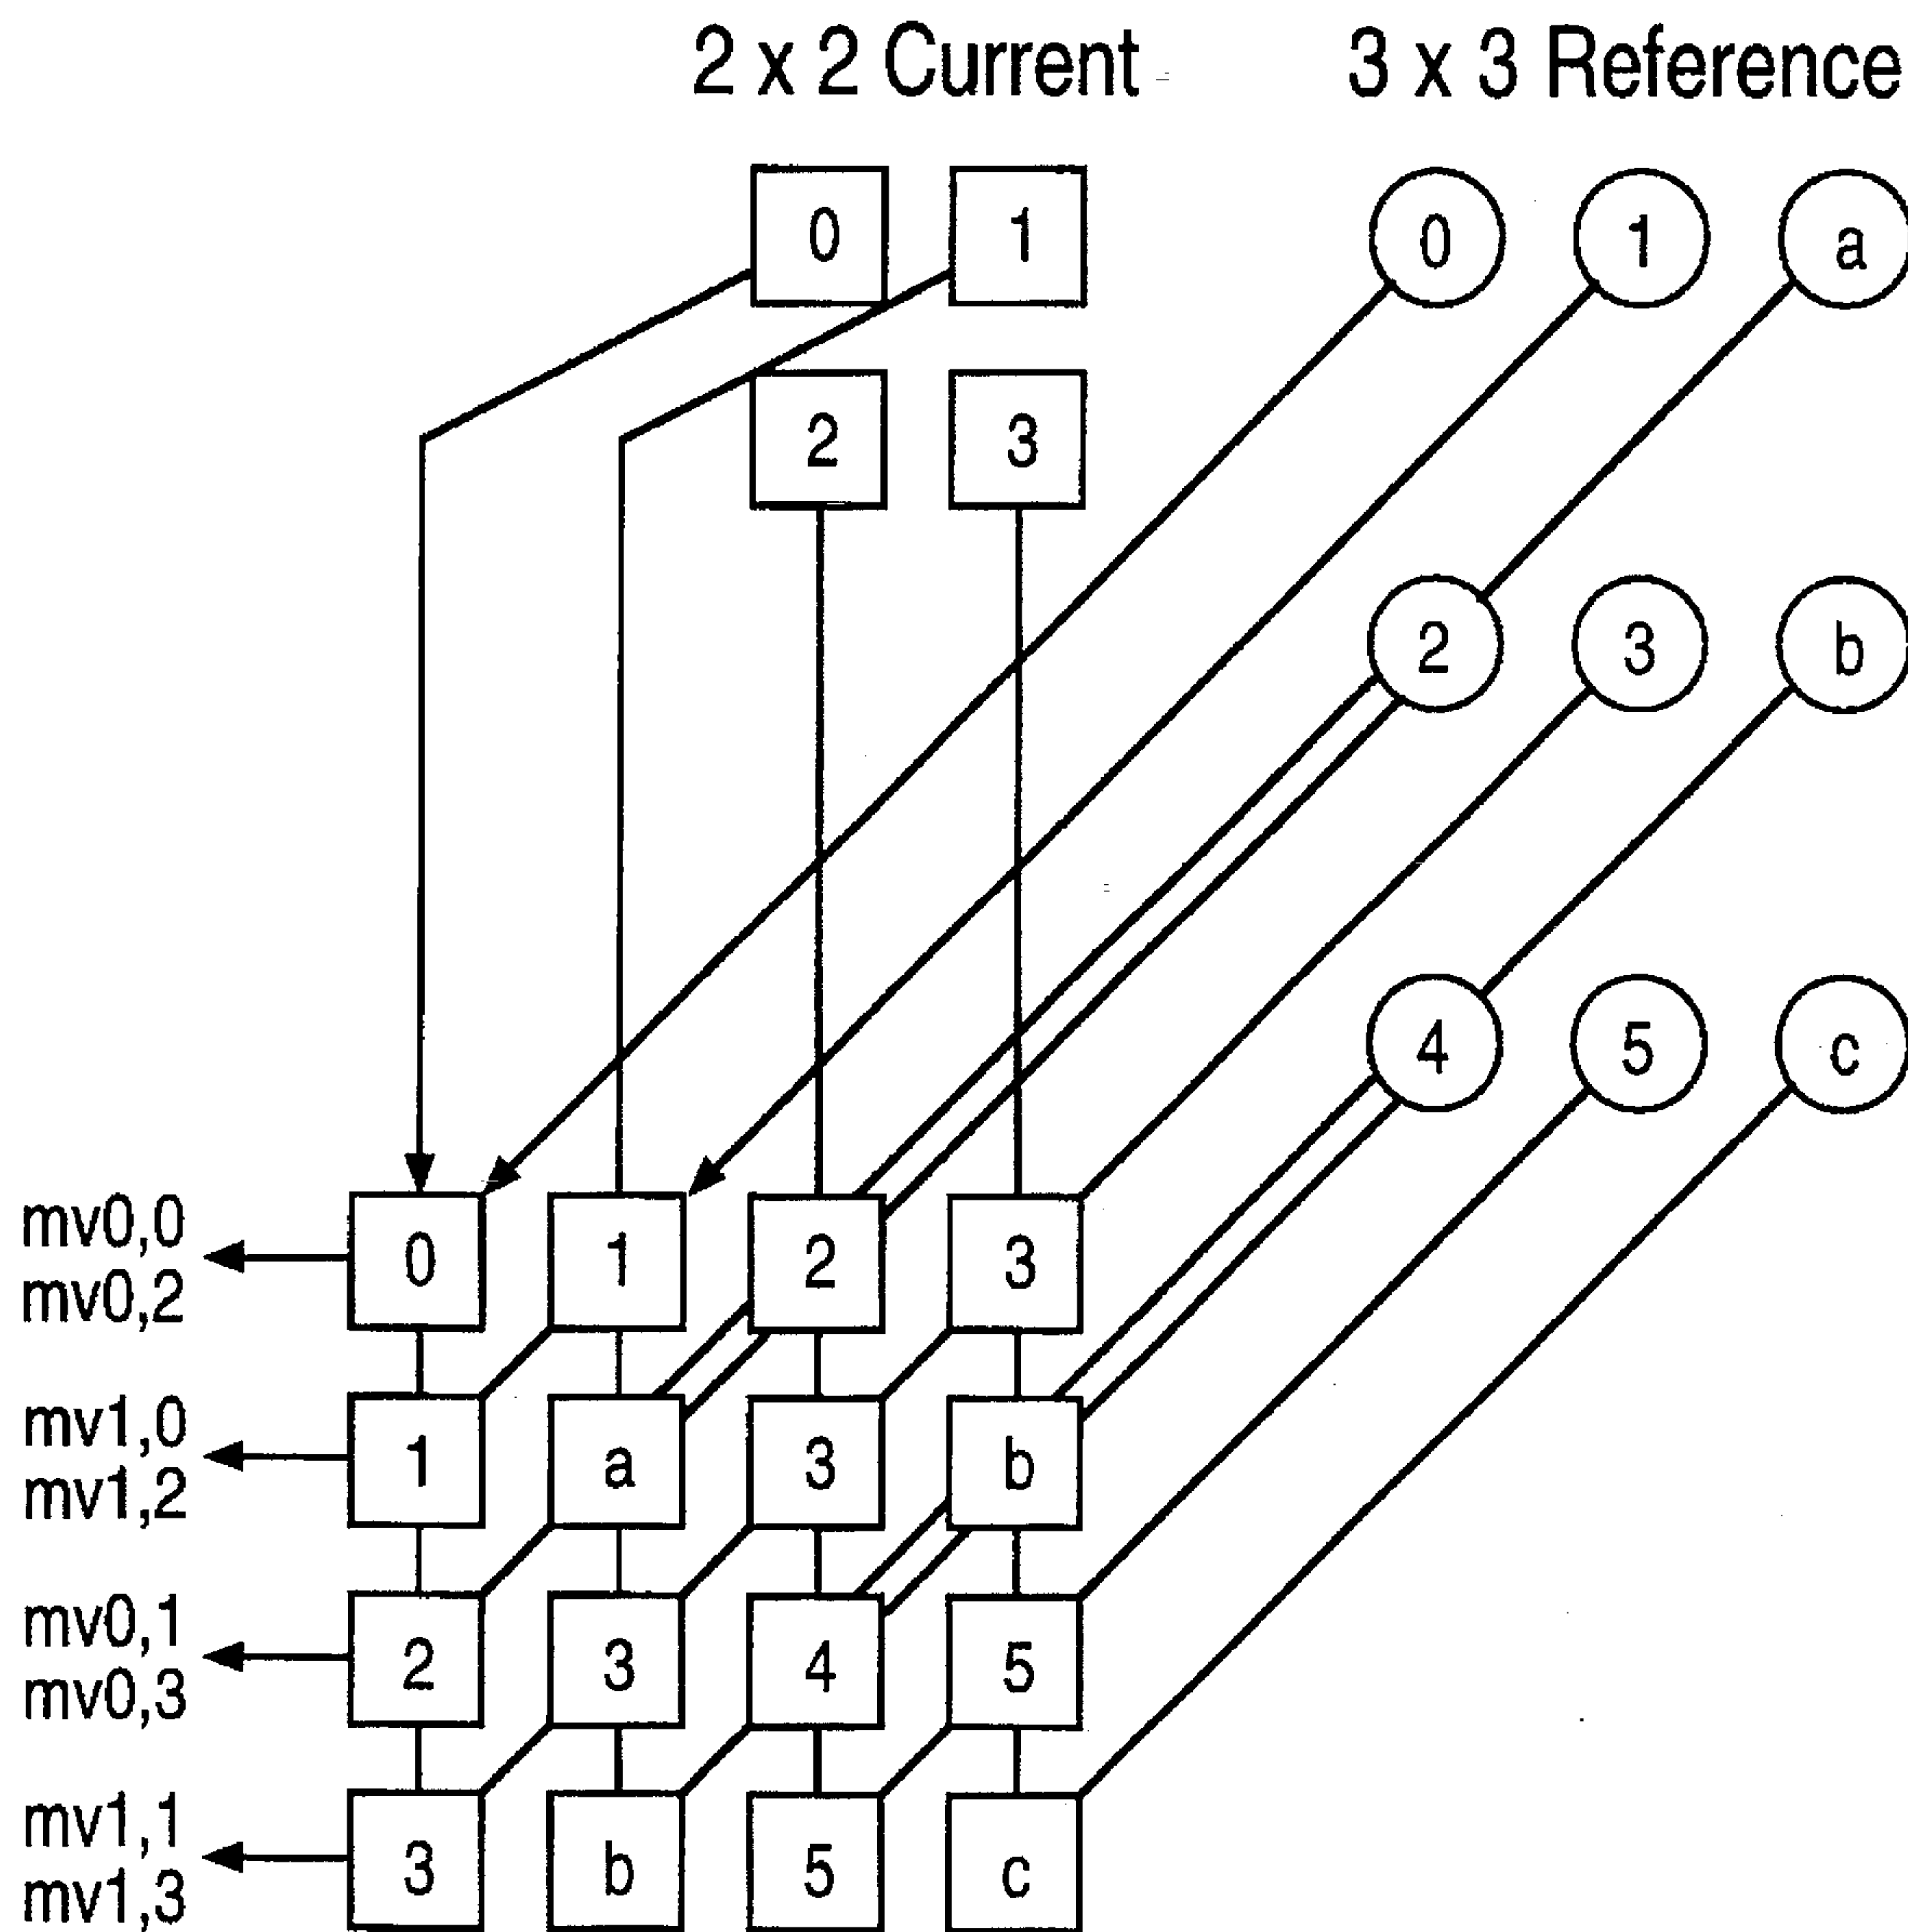 2 x 2 Current
3 x 3 Reference
0 1
0 1 a
2 3
2 3 b
4 5 c
mv0,0
0 1 2 3
mv0,2
mv1,0
1 a 3 b
mv1,2
mv0,1
2 3 4 5
mv0,3
mv1,1
3 b 5 c
mv1,3